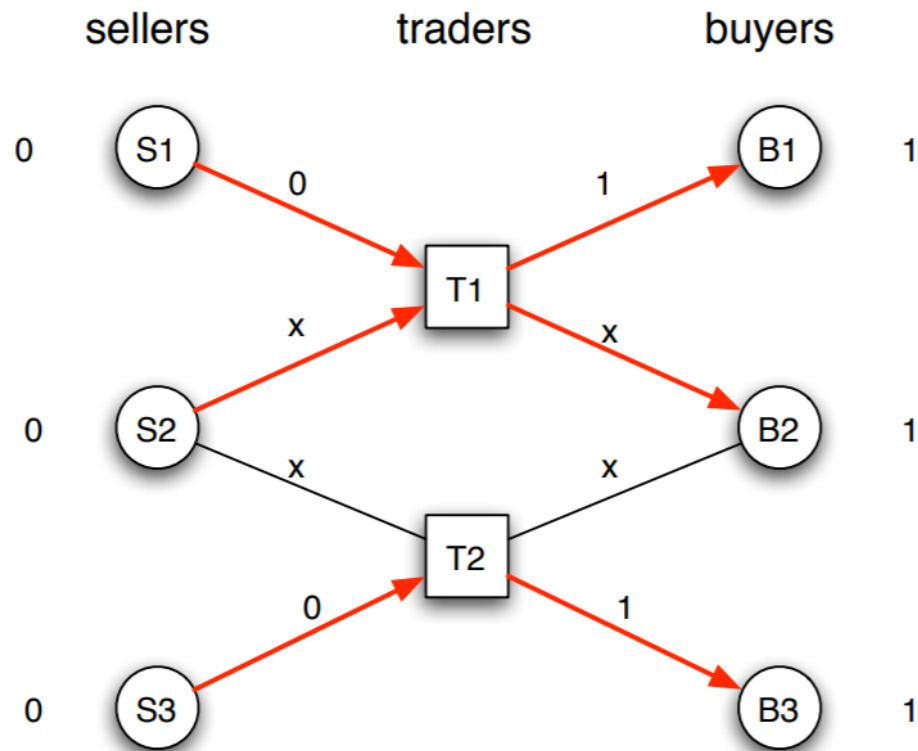 sellers traders buyers
0 S1 0 1 B1 1
T1
x x
0 S2 B2 1
x x
T2
0 1
0 S3 B3 1